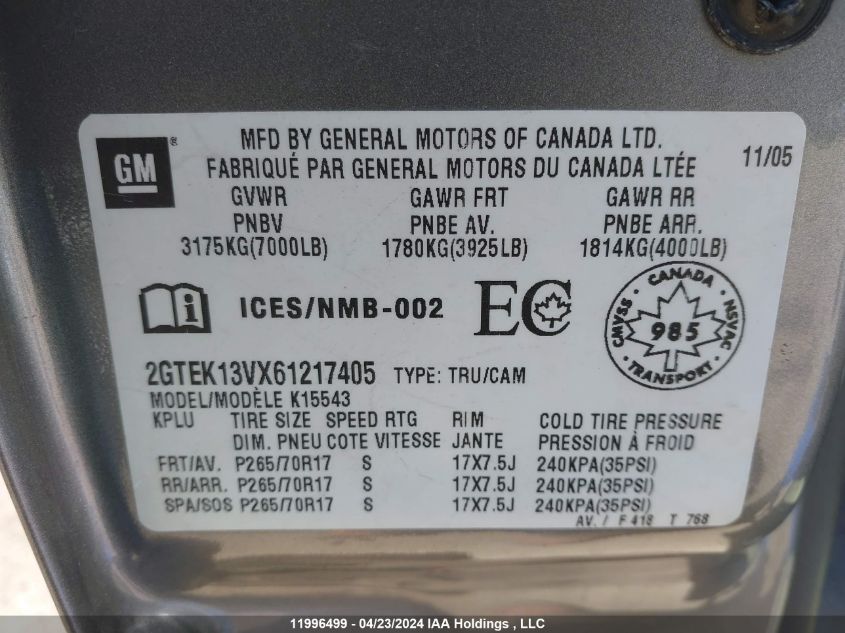 GM®
MFD BY GENERAL MOTORS OF CANADA LTD.
FABRIQUÉ PAR GENERAL MOTORS DU CANADA LTÉE
11/05
GVWR GAWR FRT GAWR RR
PNBV PNBE AV. PNBE ARR.
3175KG(7000LB) 1780KG(3925LB) 1814KG(4000LB)
ICES/NMB-002 EC
CANADA
CMVSS 985 NSVAC
2GTEK13VX61217405 TYPE: TRU/CAM
MODEL/MODÈLE K15543
KPLU TIRE SIZE SPEED RTG RIM COLD TIRE PRESSURE
DIM. PNEU COTE VITESSE JANTE PRESSION À FROID
FRT/AV. P265/70R17 S 17X7.5J 240KPA(35PSI)
RR/ARR. P265/70R17 S 17X7.5J 240KPA(35PSI)
SPA/SOS P265/70R17 S 17X7.5J 240KPA(35PSI)
AV. / F 418 T 768
11996499 - 04/23/2024 IAA Holdings , LLC